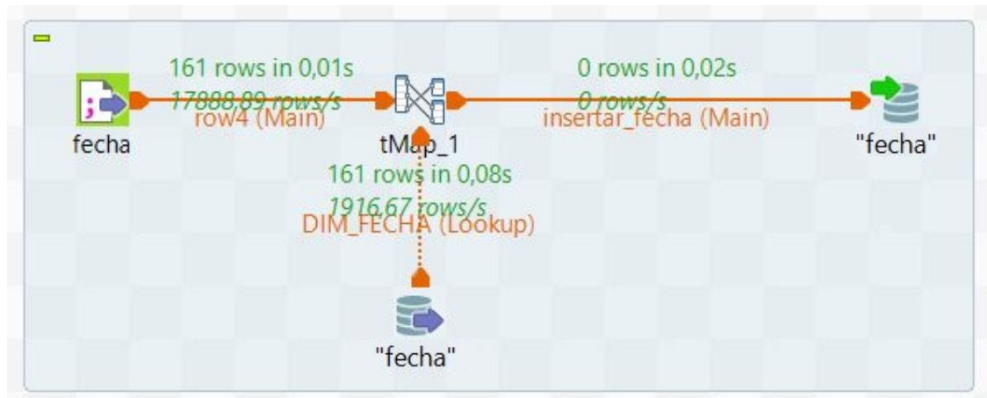 161 rows in 0,01s
17888,89 rows/s
row4 (Main)
fecha
tMap_1
0 rows in 0,02s
0 rows/s
insertar_fecha (Main)
"fecha"
161 rows in 0,08s
1916,67 rows/s
DIM_FECHA (Lookup)
"fecha"